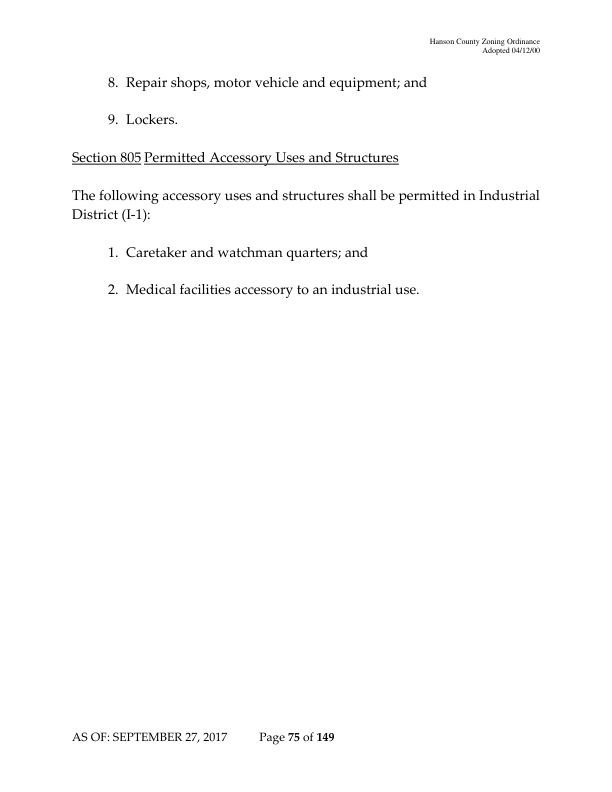 Hanson County Zoning Ordinance
Adopted 04/12/00
8. Repair shops, motor vehicle and equipment; and
9. Lockers.
Section 805 Permitted Accessory Uses and Structures
The following accessory uses and structures shall be permitted in Industrial
District (I-1):
1. Caretaker and watchman quarters; and
2. Medical facilities accessory to an industrial use.
AS OF: SEPTEMBER 27, 2017 Page 75 of 149